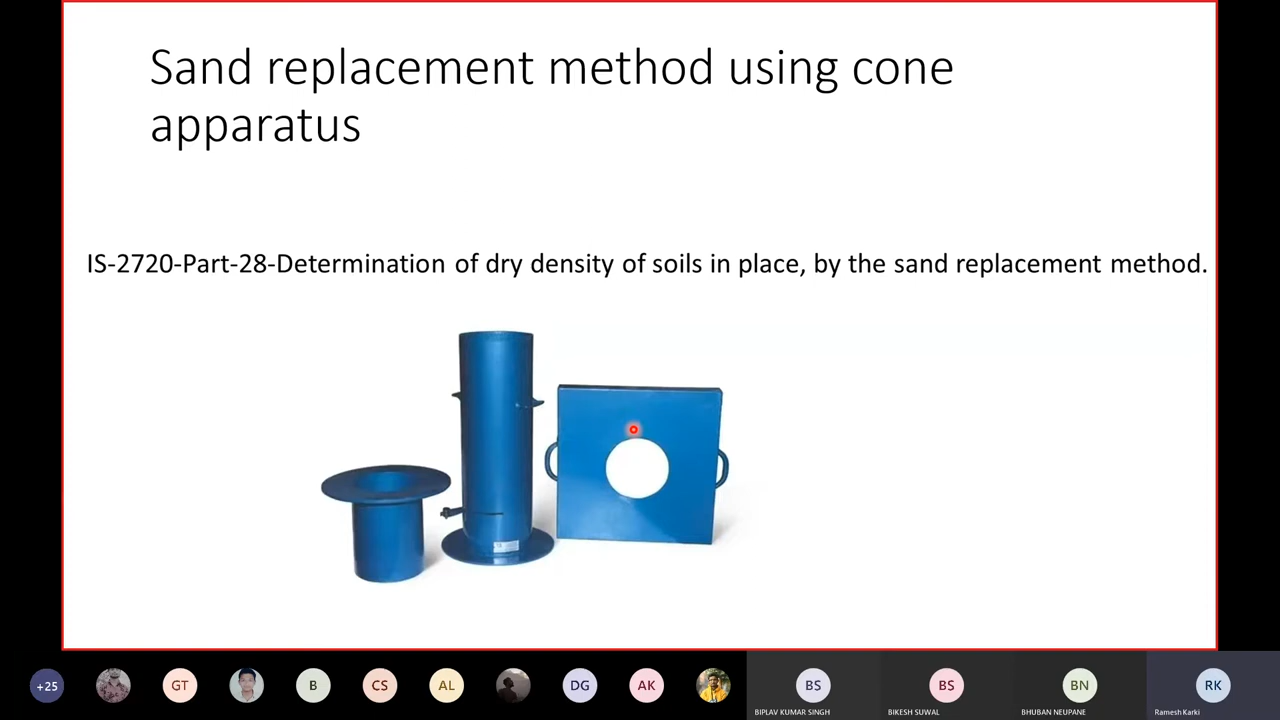 Sand replacement method using cone
apparatus
IS-2720-Part-28-Determination of dry density of soils in place, by the sand replacement method.
+25
GT
B
CS
AL
DG
AK
BS
BIPLAV KUMAR SINGH
BS
BIKESH SUWAL
BN
BHUBAN NEUPANE
RK
Ramesh Karki